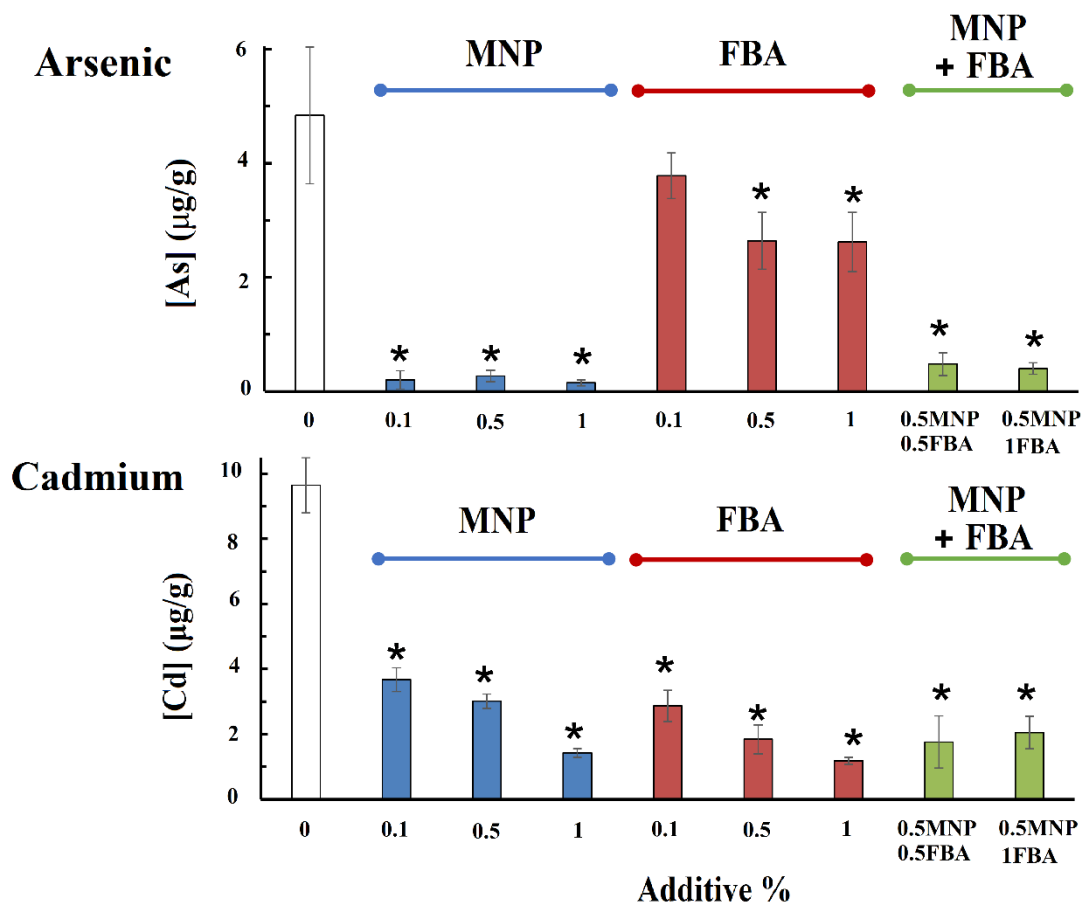 Arsenic
MNP
FBA
MNP
+ FBA
[As] (µg/g)
6
4
2
0
*
*
*
*
*
*
*
0
0.1
0.5
1
0.1
0.5
1
0.5MNP
0.5FBA
0.5MNP
1FBA
Cadmium
MNP
FBA
MNP
+ FBA
[Cd] (µg/g)
10
8
6
4
2
0
*
*
*
*
*
*
*
*
0
0.1
0.5
1
0.1
0.5
1
0.5MNP
0.5FBA
0.5MNP
1FBA
Additive %